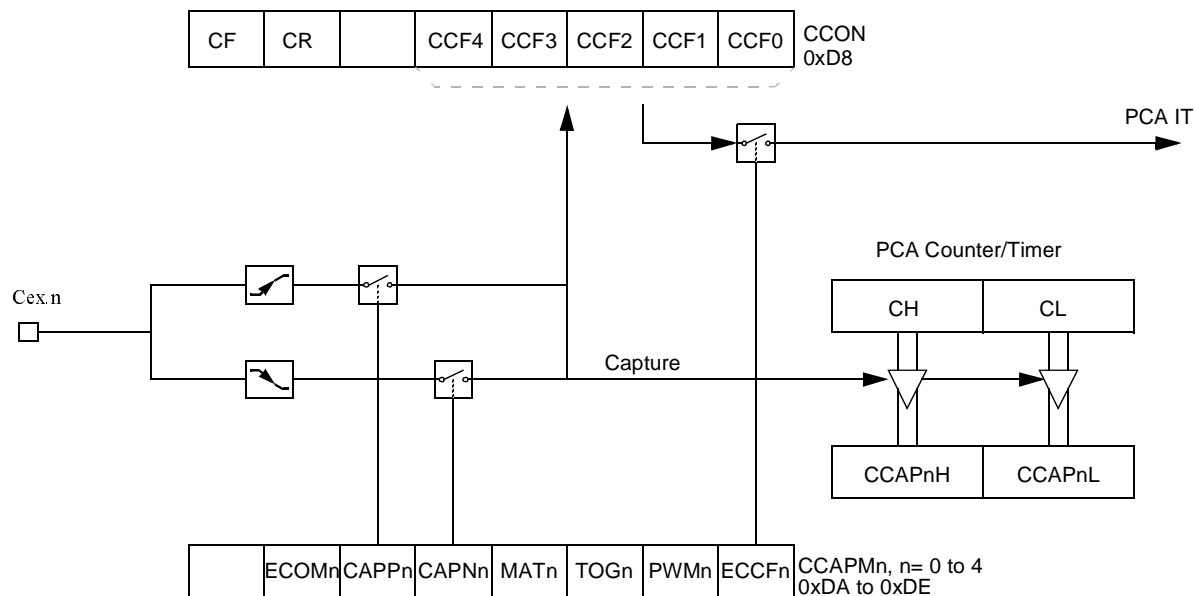 CF CR CCF4 CCF3 CCF2 CCF1 CCF0 CCON
0xD8
PCA IT
PCA Counter/Timer
Cex.n
CH CL
Capture
CCAPnH CCAPnL
ECOMn CAPPn CAPNn MATn TOGn PWMn ECCFn CCAPMn, n= 0 to 4
0xDA to 0xDE